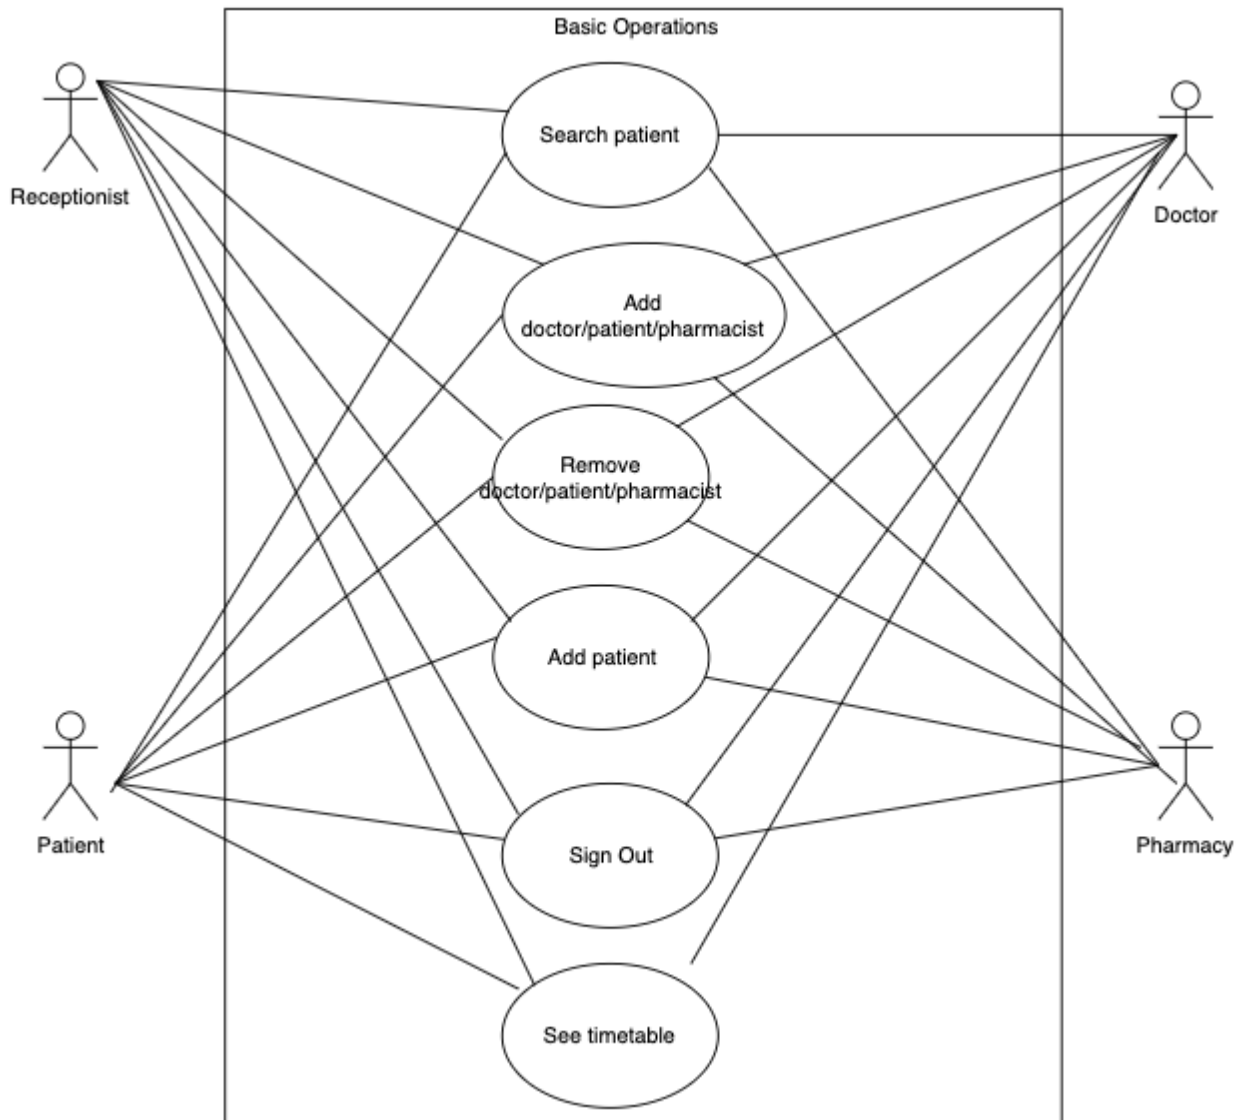 Basic Operations
Search patient
Receptionist
Doctor
Add
doctor/patient/pharmacist
Remove
doctor/patient/pharmacist
Add patient
Patient
Pharmacy
Sign Out
See timetable